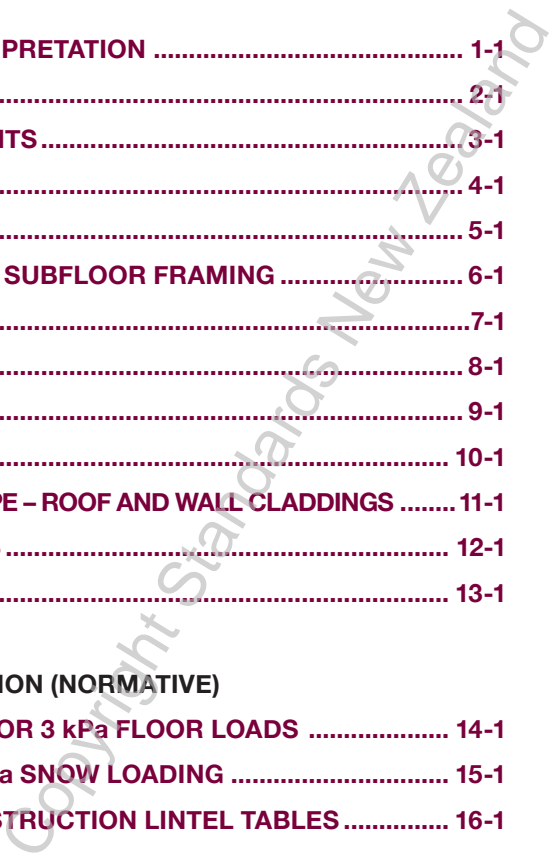 PRETATION ........................................... 1-1
................................................................ 2-1
ITS ........................................................... 3-1
................................................................ 4-1
................................................................ 5-1
SUBFLOOR FRAMING ......................... 6-1
................................................................7-1
................................................................ 8-1
................................................................ 9-1
.............................................................. 10-1
PE – ROOF AND WALL CLADDINGS ........ 11-1
.............................................................. 12-1
.............................................................. 13-1
ION (NORMATIVE)
OR 3 kPa FLOOR LOADS .................... 14-1
a SNOW LOADING ............................... 15-1
STRUCTION LINTEL TABLES ............... 16-1
Copyright Standards New Zealand